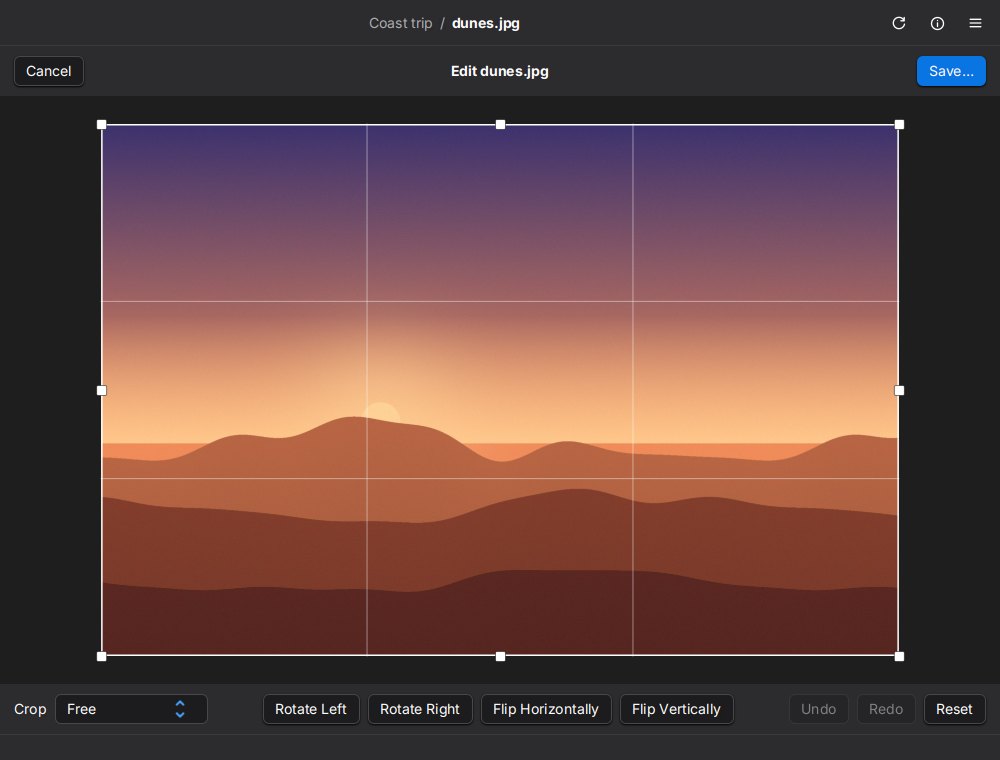 Coast trip / dunes.jpg
Cancel Edit dunes.jpg Save...
Crop Free Rotate Left Rotate Right Flip Horizontally Flip Vertically Undo Redo Reset